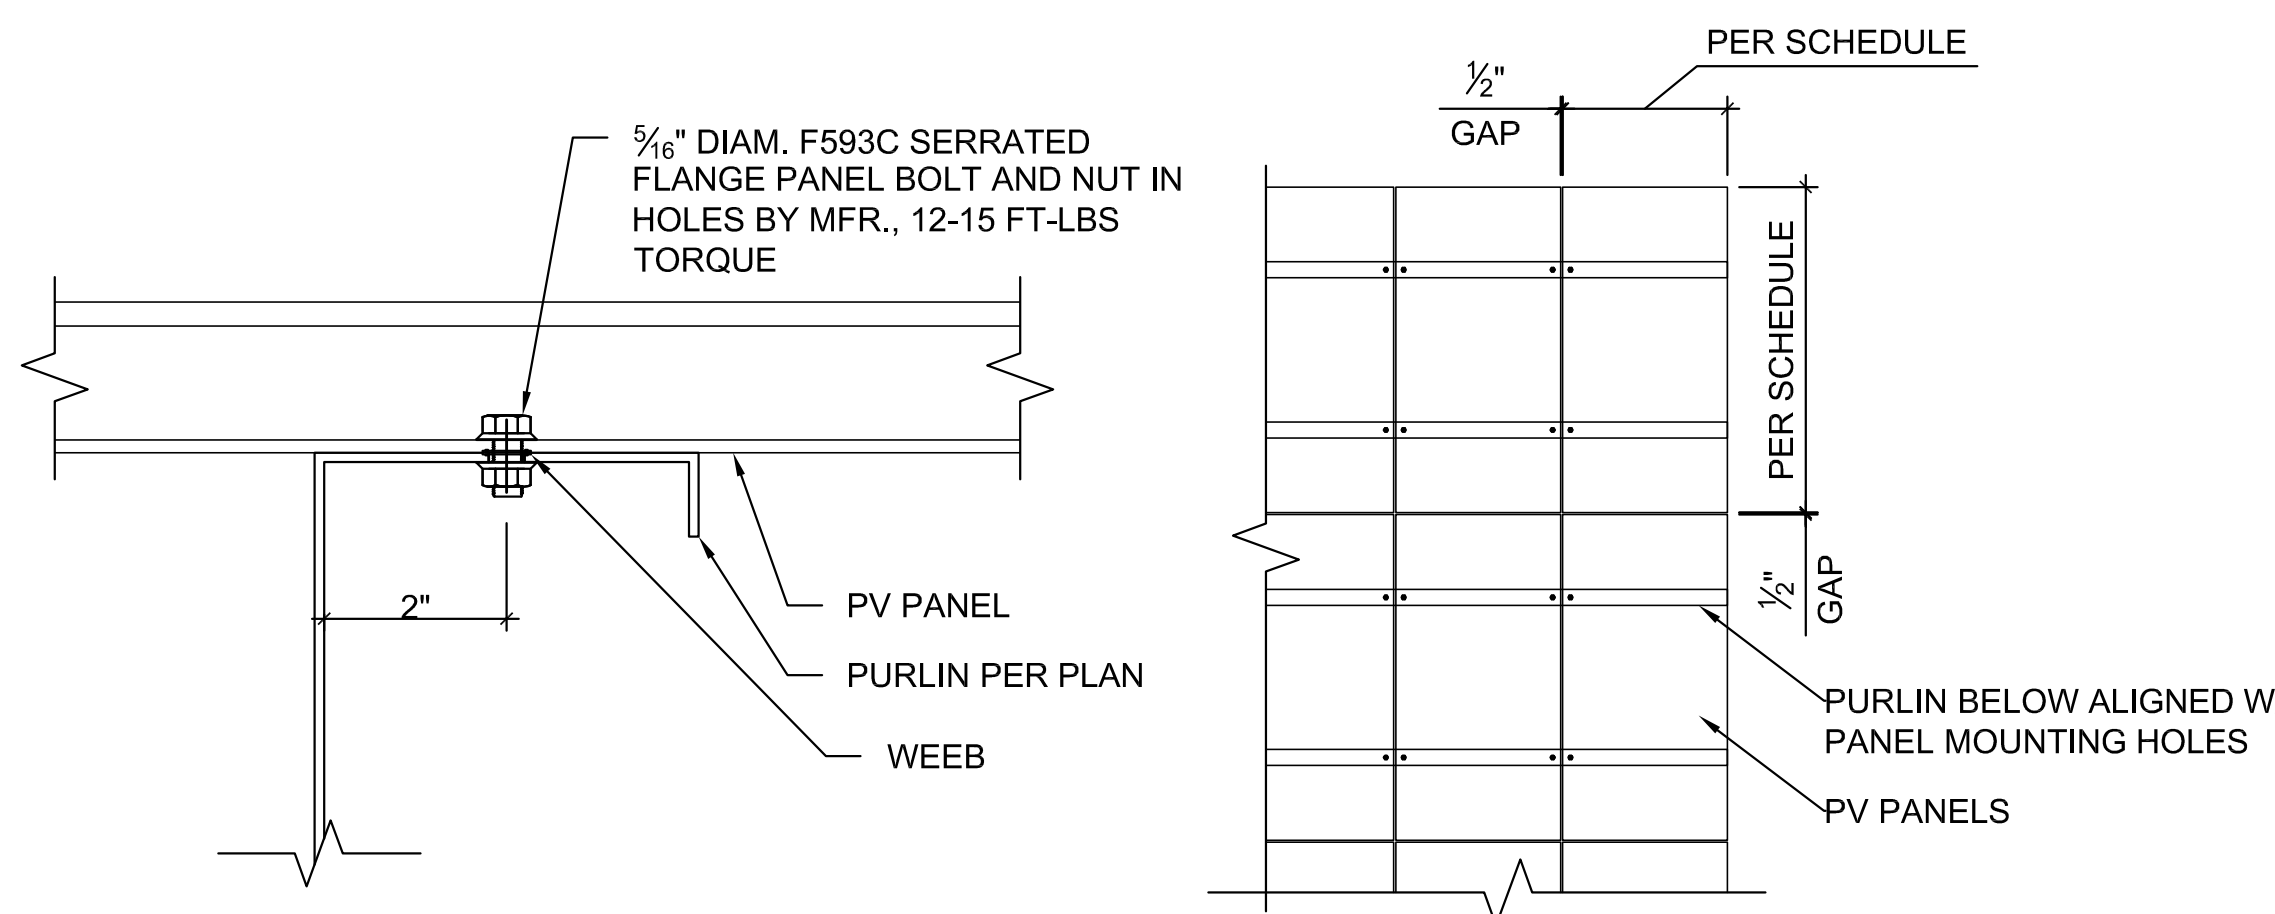 5/16" DIAM. F593C SERRATED
FLANGE PANEL BOLT AND NUT IN
HOLES BY MFR., 12-15 FT-LBS
TORQUE
2"
PV PANEL
PURLIN PER PLAN
WEEB
PER SCHEDULE
1/2"
GAP
PER SCHEDULE
1/2"
GAP
PURLIN BELOW ALIGNED W
PANEL MOUNTING HOLES
PV PANELS